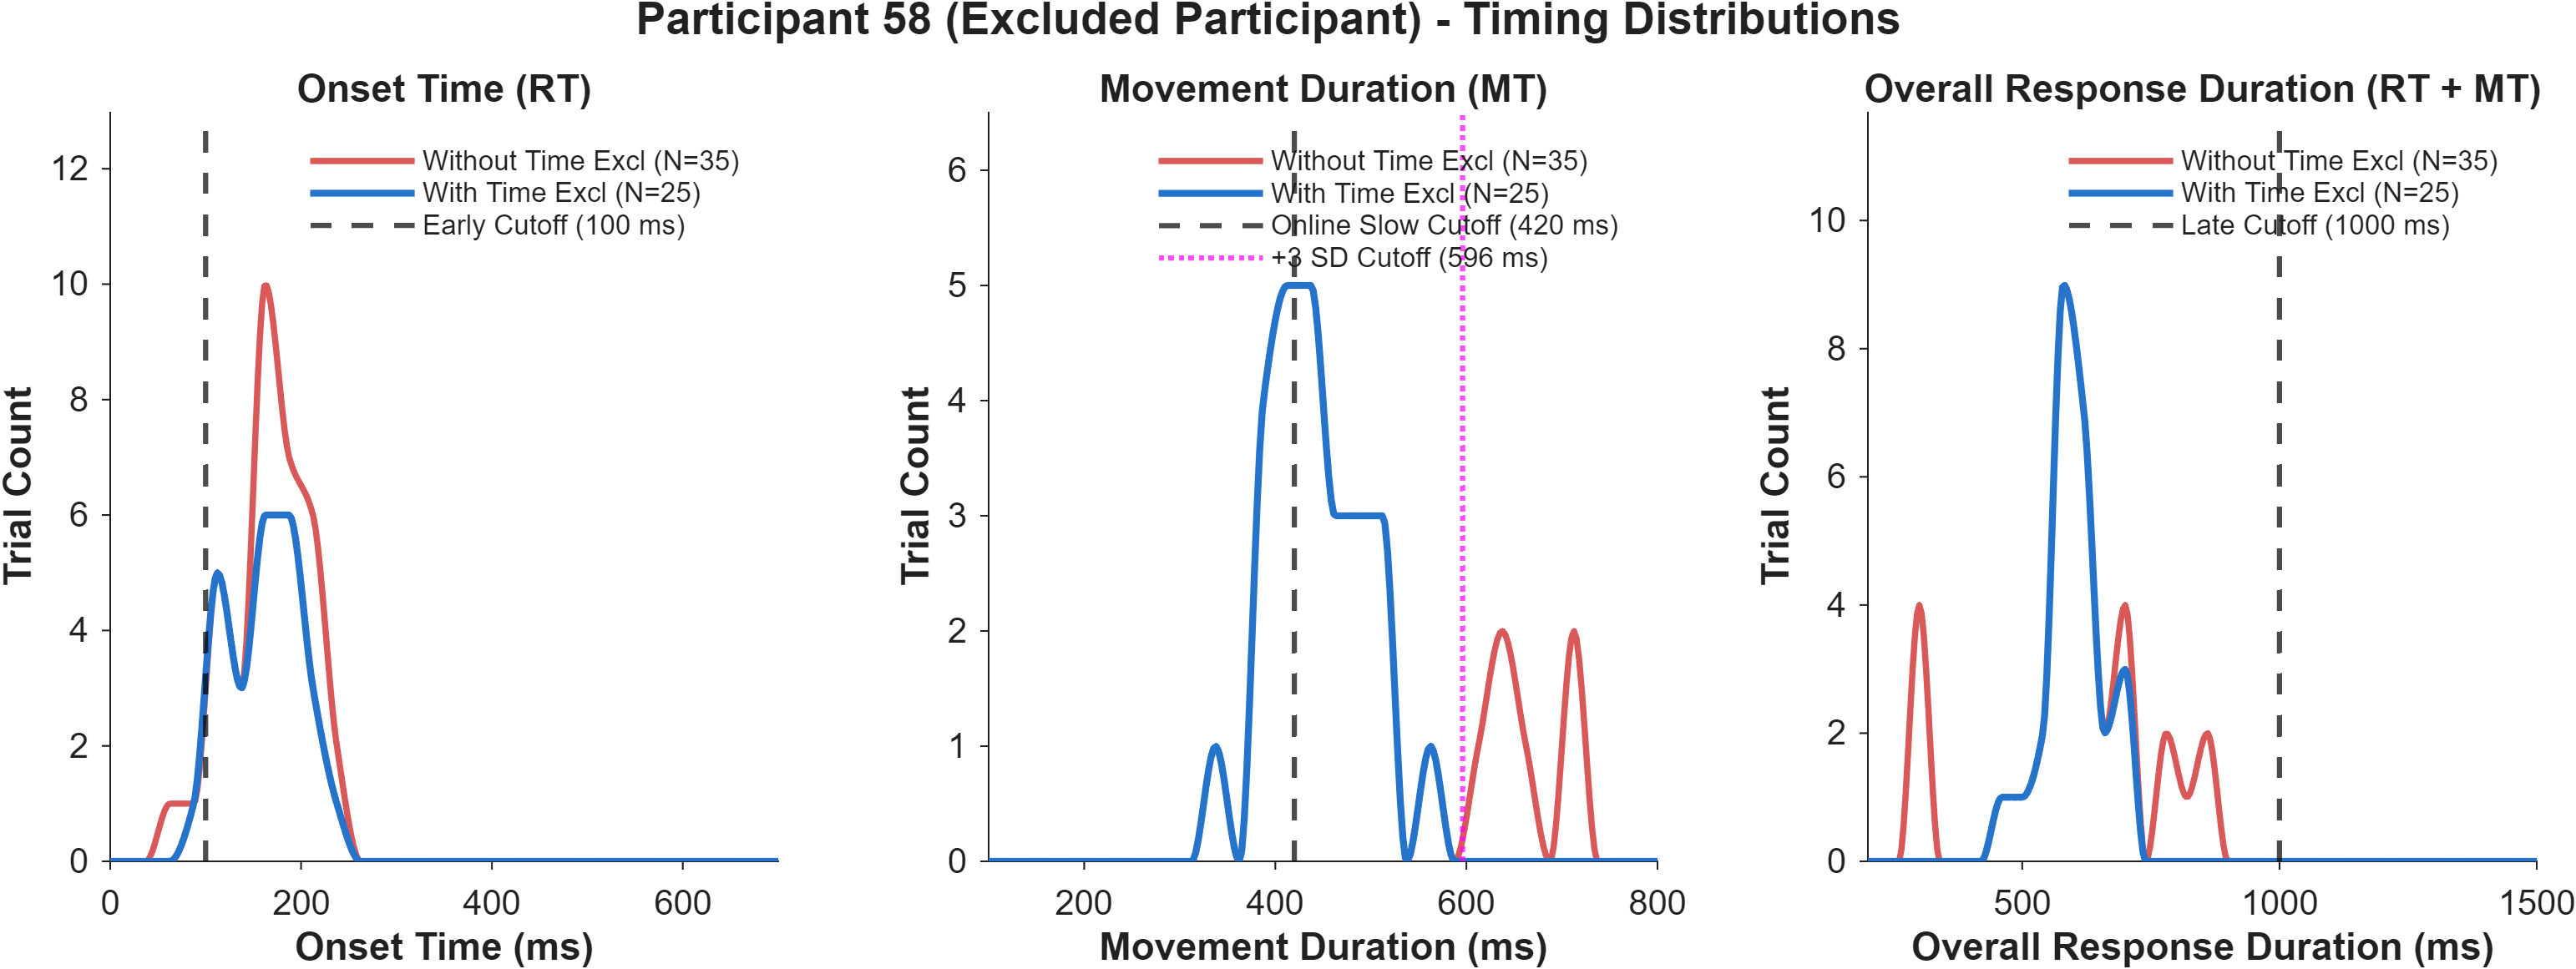 Participant 58 (Excluded Participant) - Timing Distributions
Onset Time (RT)
Without Time Excl (N=35)
With Time Excl (N=25)
Early Cutoff (100 ms)
Trial Count
0
2
4
6
8
10
12
0
200
400
600
Onset Time (ms)
Movement Duration (MT)
Without Time Excl (N=35)
With Time Excl (N=25)
Online Slow Cutoff (420 ms)
+3 SD Cutoff (596 ms)
Trial Count
0
1
2
3
4
5
6
200
400
600
800
Movement Duration (ms)
Overall Response Duration (RT + MT)
Without Time Excl (N=35)
With Time Excl (N=25)
Late Cutoff (1000 ms)
Trial Count
0
2
4
6
8
10
500
1000
1500
Overall Response Duration (ms)